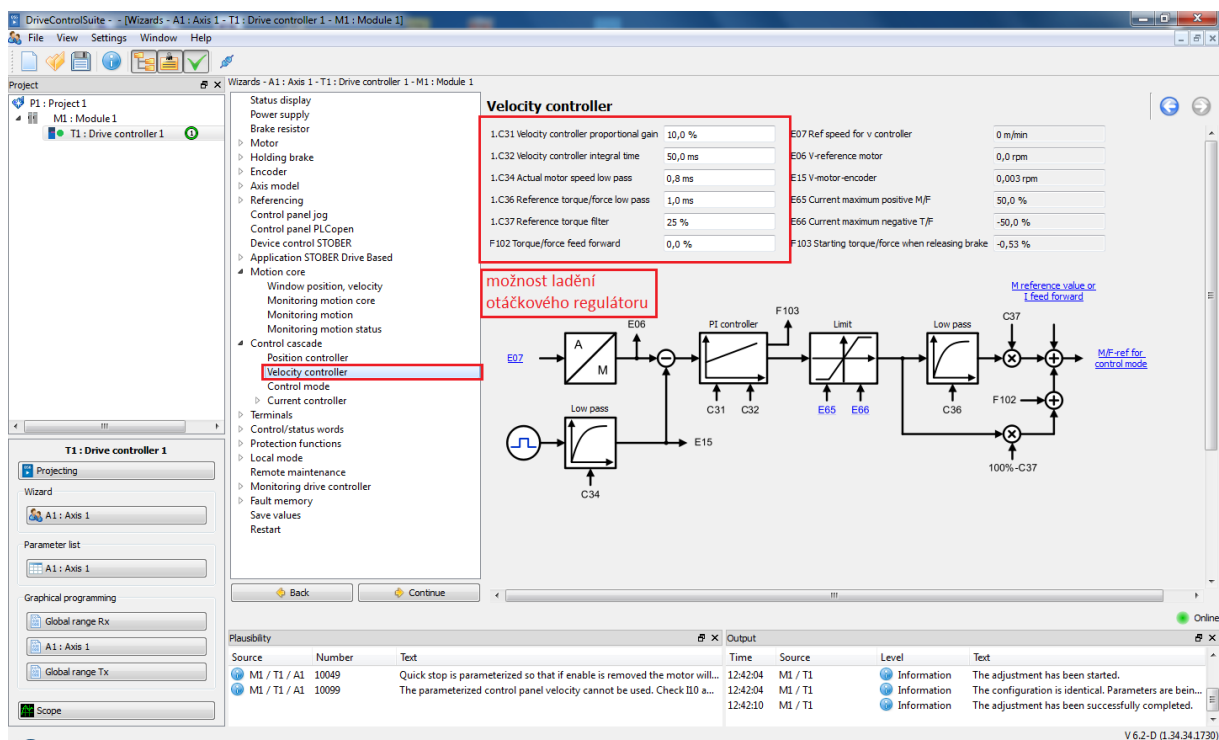 DriveControlSuite - - [Wizards - A1 : Axis 1 - T1 : Drive controller 1 - M1 : Module 1]
File View Settings Window Help
Project
P1 : Project 1
M1 : Module 1
T1 : Drive controller 1
T1 : Drive controller 1
Projecting
Wizard
A1 : Axis 1
Parameter list
A1 : Axis 1
Graphical programming
Global range Rx
A1 : Axis 1
Global range Tx
Scope
Wizards - A1 : Axis 1 - T1 : Drive controller 1 - M1 : Module 1
Status display
Power supply
Brake resistor
Motor
Holding brake
Encoder
Axis model
Referencing
Control panel jog
Control panel PLCopen
Device control STOBER
Application STOBER Drive Based
Motion core
Window position, velocity
Monitoring motion core
Monitoring motion
Monitoring motion status
Control cascade
Position controller
Velocity controller
Control mode
Current controller
Terminals
Control/status words
Protection functions
Local mode
Remote maintenance
Monitoring drive controller
Fault memory
Save values
Restart
Back Continue
Velocity controller
1.C31 Velocity controller proportional gain 10,0 % E07 Ref speed for v controller 0 m/min
1.C32 Velocity controller integral time 50,0 ms E06 V-reference motor 0,0 rpm
1.C34 Actual motor speed low pass 0,8 ms E15 V-motor-encoder 0,003 rpm
1.C36 Reference torque/force low pass 1,0 ms E65 Current maximum positive M/F 50,0 %
1.C37 Reference torque filter 25 % E66 Current maximum negative T/F -50,0 %
F102 Torque/force feed forward 0,0 % F103 Starting torque/force when releasing brake -0,53 %
možnost ladění
otáčkového regulátoru
M reference value or
I feed forward
F103
C37
E06 PI controller Limit Low pass
E07
A
M
M/F-ref for
control mode
F102
Low pass
C31 C32 E65 E66 C36
E15
100%-C37
C34
Online
Plausibility
Source Number Text
M1 / T1 / A1 10049 Quick stop is parameterized so that if enable is removed the motor will...
M1 / T1 / A1 10099 The parameterized control panel velocity cannot be used. Check I10 a...
Output
Time Source Level Text
12:42:04 M1 / T1 Information The adjustment has been started.
12:42:04 M1 / T1 Information The configuration is identical. Parameters are bein...
12:42:10 M1 / T1 Information The adjustment has been successfully completed.
V 6.2-D (1.34.34.1730)